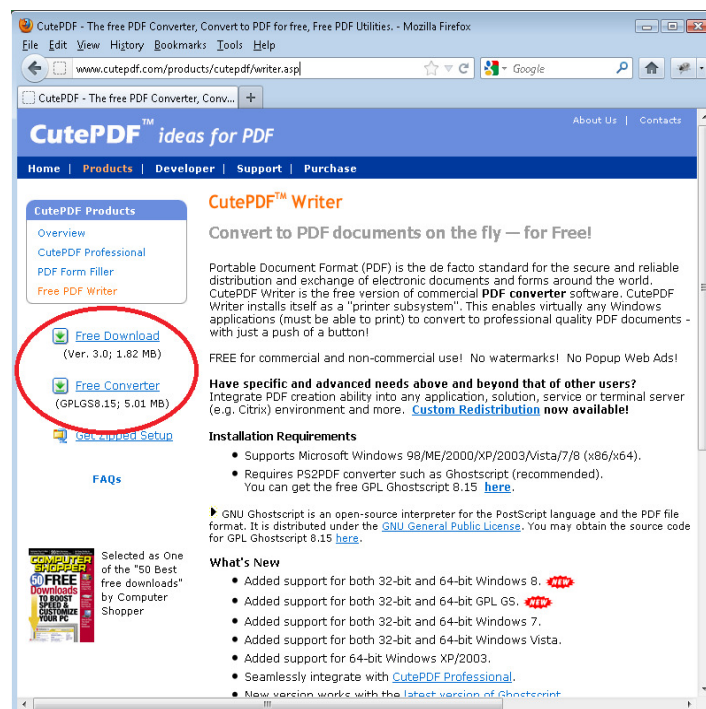 CutePDF - The free PDF Converter, Convert to PDF for free, Free PDF Utilities. - Mozilla Firefox
File Edit View History Bookmarks Tools Help
www.cutepdf.com/products/cutepdf/writer.asp
Google
CutePDF - The free PDF Converter, Conv...
About Us | Contacts
CutePDF™ ideas for PDF
Home | Products | Developer | Support | Purchase
CutePDF Products
Overview
CutePDF Professional
PDF Form Filler
Free PDF Writer
Free Download
(Ver. 3.0; 1.82 MB)
Free Converter
(GPLGS8.15; 5.01 MB)
Get Zipped Setup
FAQs
COMPUTER
SHOPPER
50 FREE
Downloads
TO BOOST
SPEED &
CUSTOMIZE
YOUR PC
Selected as One
of the "50 Best
free downloads"
by Computer
Shopper
CutePDF™ Writer
Convert to PDF documents on the fly — for Free!
Portable Document Format (PDF) is the de facto standard for the secure and reliable
distribution and exchange of electronic documents and forms around the world.
CutePDF Writer is the free version of commercial PDF converter software. CutePDF
Writer installs itself as a "printer subsystem". This enables virtually any Windows
applications (must be able to print) to convert to professional quality PDF documents -
with just a push of a button!
FREE for commercial and non-commercial use! No watermarks! No Popup Web Ads!
Have specific and advanced needs above and beyond that of other users?
Integrate PDF creation ability into any application, solution, service or terminal server
(e.g. Citrix) environment and more. Custom Redistribution now available!
Installation Requirements
• Supports Microsoft Windows 98/ME/2000/XP/2003/Vista/7/8 (x86/x64).
• Requires PS2PDF converter such as Ghostscript (recommended).
You can get the free GPL Ghostscript 8.15 here.
GNU Ghostscript is an open-source interpreter for the PostScript language and the PDF file
format. It is distributed under the GNU General Public License. You may obtain the source code
for GPL Ghostscript 8.15 here.
What's New
• Added support for both 32-bit and 64-bit Windows 8. NEW
• Added support for both 32-bit and 64-bit GPL GS. NEW
• Added support for both 32-bit and 64-bit Windows 7.
• Added support for both 32-bit and 64-bit Windows Vista.
• Added support for 64-bit Windows XP/2003.
• Seamlessly integrate with CutePDF Professional.
• New version works with the latest version of Ghostscript